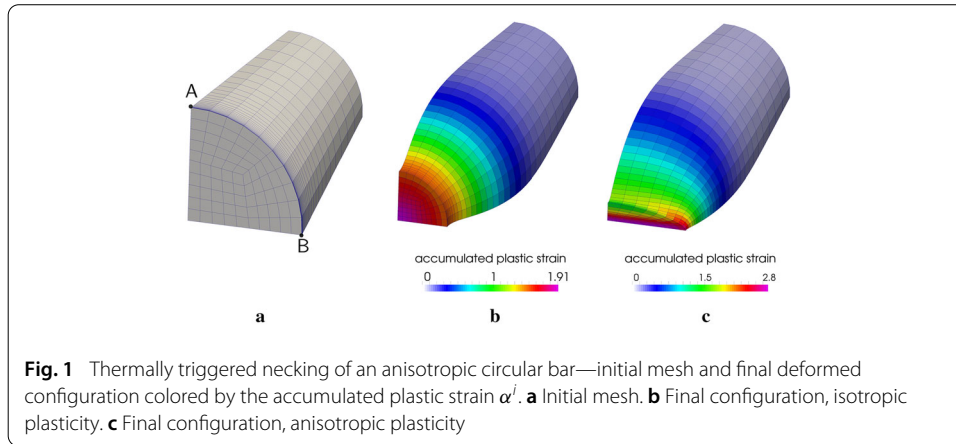 A
B
accumulated plastic strain
0 1 1.91
accumulated plastic strain
0 1.5 2.8
a b c
Fig. 1 Thermally triggered necking of an anisotropic circular bar—initial mesh and final deformed
configuration colored by the accumulated plastic strain αⁱ. a Initial mesh. b Final configuration, isotropic
plasticity. c Final configuration, anisotropic plasticity